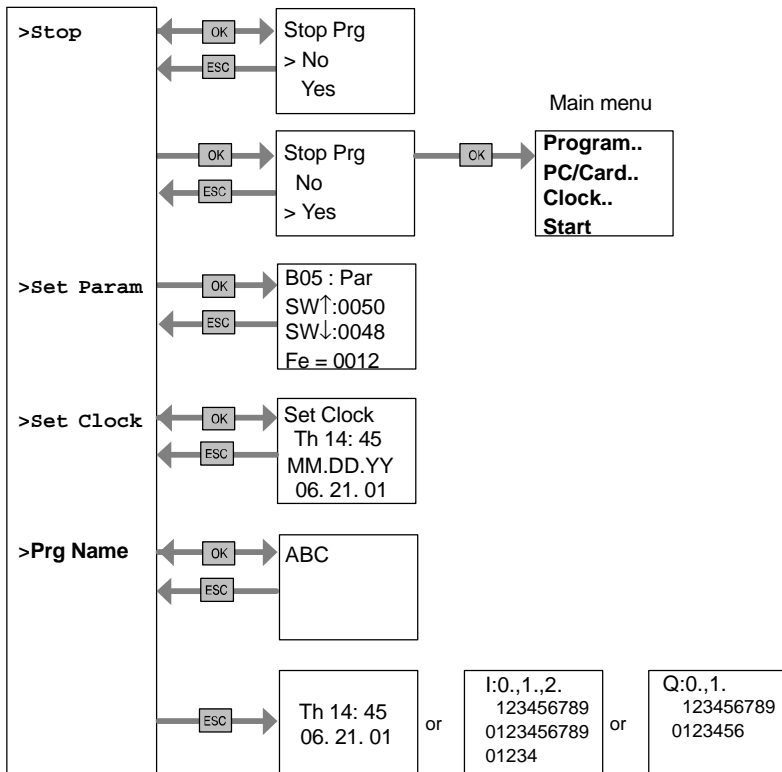 >Stop
OK
ESC
Stop Prg
> No
Yes
OK
ESC
Stop Prg
No
> Yes
OK
Main menu
Program..
PC/Card..
Clock..
Start
>Set Param
OK
ESC
B05 : Par
SW↑:0050
SW↓:0048
Fe = 0012
>Set Clock
OK
ESC
Set Clock
Th 14: 45
MM.DD.YY
06. 21. 01
>Prg Name
OK
ESC
ABC
ESC
Th 14: 45
06. 21. 01
or
I:0.,1.,2.
123456789
0123456789
01234
or
Q:0.,1.
123456789
0123456